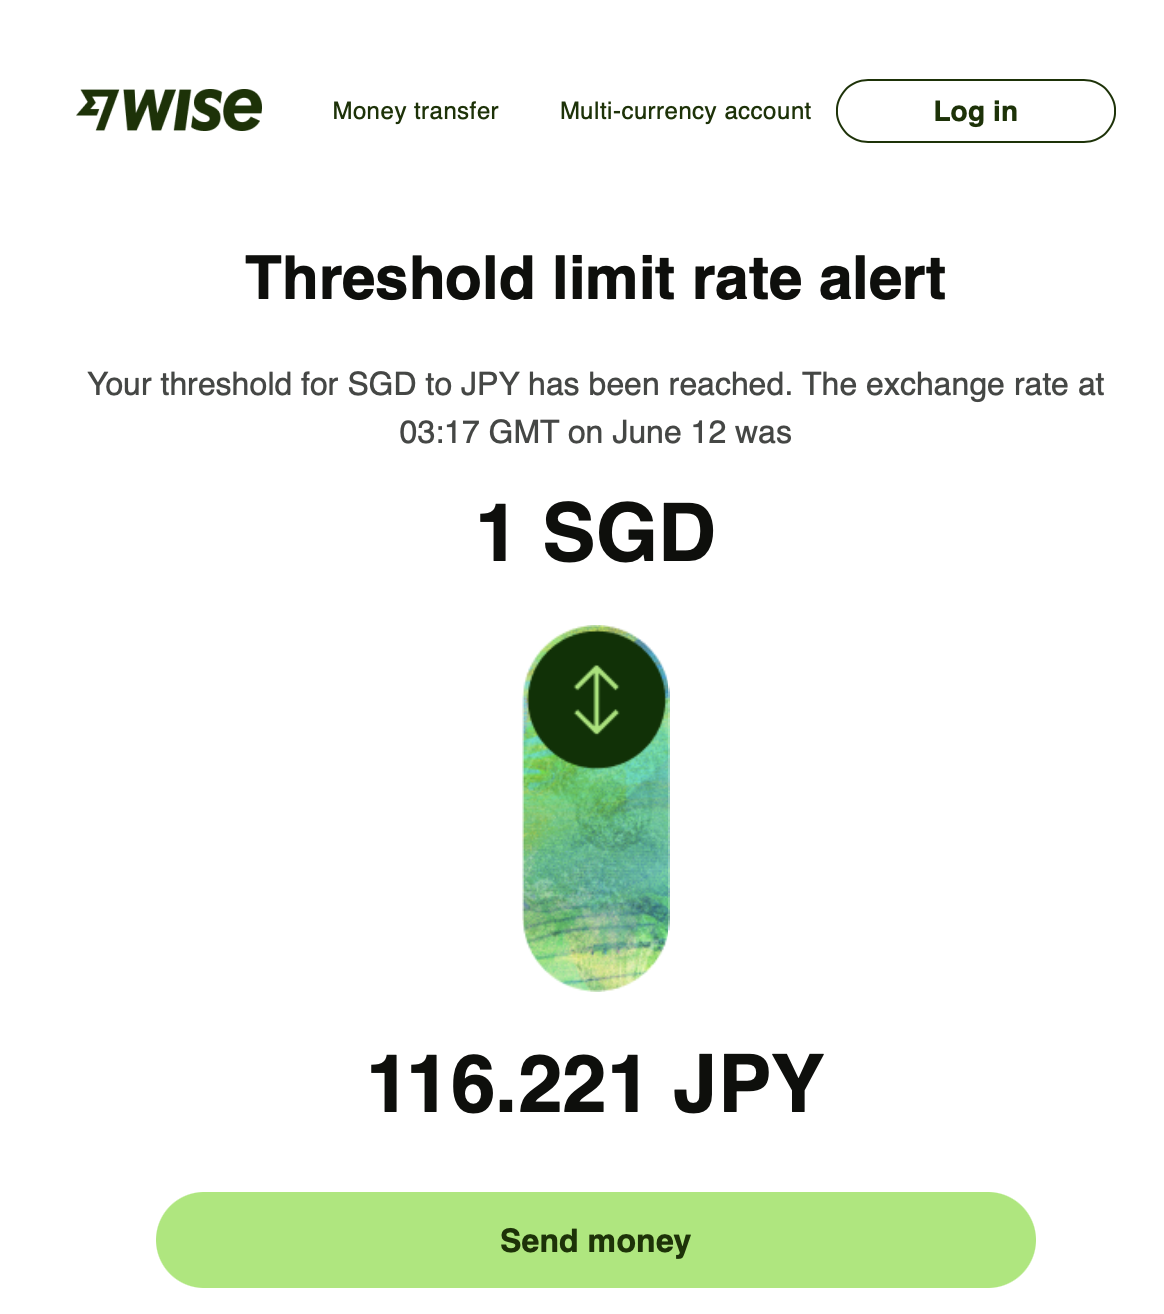 WISE
Money transfer
Multi-currency account
Log in
Threshold limit rate alert
Your threshold for SGD to JPY has been reached. The exchange rate at
03:17 GMT on June 12 was
1 SGD
116.221 JPY
Send money